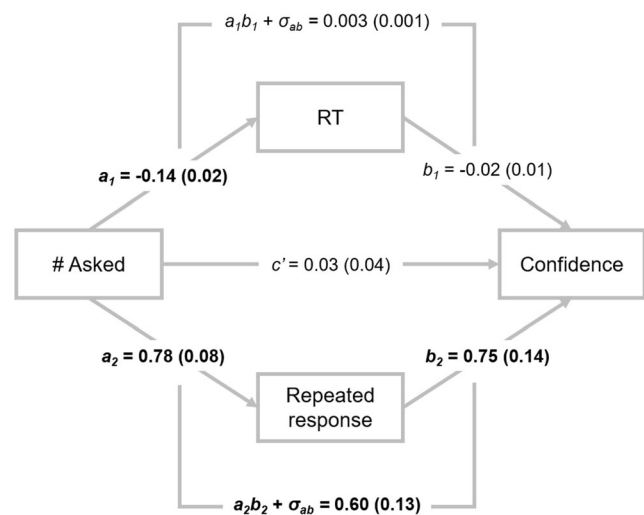 a₁b₁ + σₐᵦ = 0.003 (0.001)
RT
a₁ = -0.14 (0.02)
b₁ = -0.02 (0.01)
# Asked
c' = 0.03 (0.04)
Confidence
a₂ = 0.78 (0.08)
b₂ = 0.75 (0.14)
Repeated
response
a₂b₂ + σₐᵦ = 0.60 (0.13)